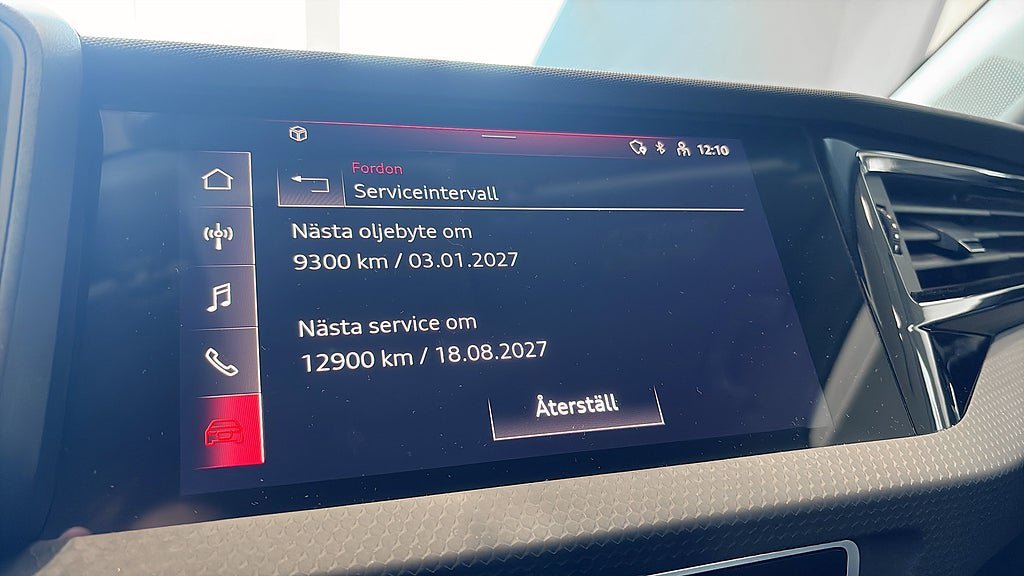 12:10
Fordon
Serviceintervall
Nästa oljebyte om
9300 km / 03.01.2027
Nästa service om
12900 km / 18.08.2027
Återställ